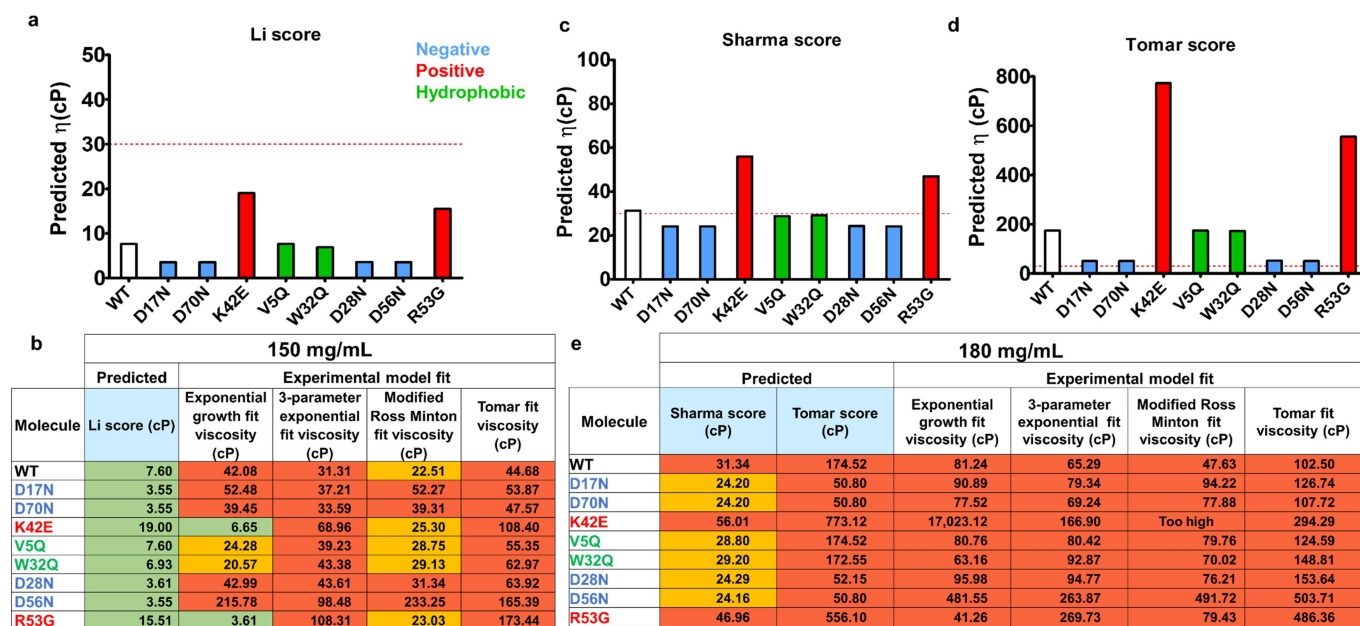 a
Li score
Negative
Positive
Hydrophobic
Predicted η(cP)
50
40
30
20
10
0
WT
D17N
D70N
K42E
V5Q
W32Q
D28N
D56N
R53G
c
Sharma score
Predicted η(cP)
100
80
60
40
20
0
WT
D17N
D70N
K42E
V5Q
W32Q
D28N
D56N
R53G
d
Tomar score
Predicted η (cP)
800
600
400
200
0
WT
D17N
D70N
K42E
V5Q
W32Q
D28N
D56N
R53G
b
150 mg/mL
Predicted Experimental model fit
Molecule Li score (cP) Exponential growth fit viscosity (cP) 3-parameter exponential fit viscosity (cP) Modified Ross Minton fit viscosity (cP) Tomar fit viscosity (cP)
WT 7.60 42.08 31.31 22.51 44.68
D17N 3.55 52.48 37.21 52.27 53.87
D70N 3.55 39.45 33.59 39.31 47.57
K42E 19.00 6.65 68.96 25.30 108.40
V5Q 7.60 24.28 39.23 28.75 55.35
W32Q 6.93 20.57 43.38 29.13 62.97
D28N 3.61 42.99 43.61 31.34 63.92
D56N 3.55 215.78 98.48 233.25 165.39
R53G 15.51 3.61 108.31 23.03 173.44
e
180 mg/mL
Predicted Experimental model fit
Molecule Sharma score (cP) Tomar score (cP) Exponential growth fit viscosity (cP) 3-parameter exponential fit viscosity (cP) Modified Ross Minton fit viscosity (cP) Tomar fit viscosity (cP)
WT 31.34 174.52 81.24 65.29 47.63 102.50
D17N 24.20 50.80 90.89 79.34 94.22 126.74
D70N 24.20 50.80 77.52 69.24 77.88 107.72
K42E 56.01 773.12 17,023.12 166.90 Too high 294.29
V5Q 28.80 174.52 80.76 80.42 79.76 124.59
W32Q 29.20 172.55 63.16 92.87 70.02 148.81
D28N 24.29 52.15 95.98 94.77 76.21 153.64
D56N 24.16 50.80 481.55 263.87 491.72 503.71
R53G 46.96 556.10 41.26 269.73 79.43 486.36